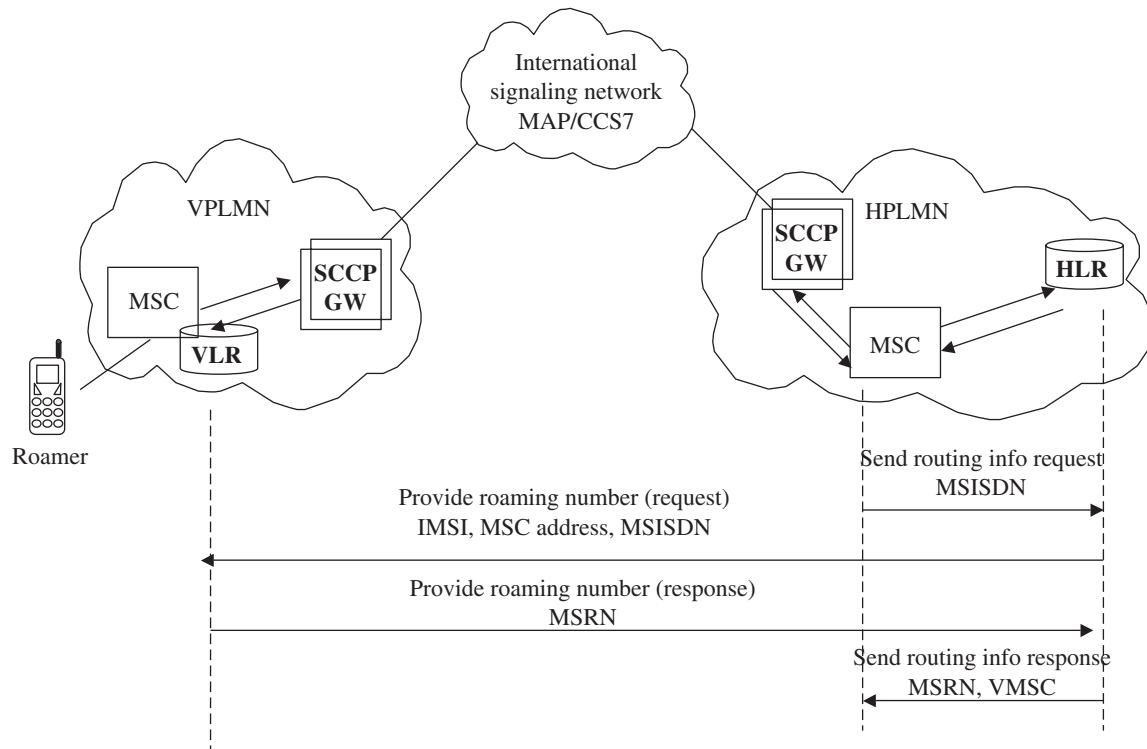 International
signaling network
MAP/CCS7
VPLMN
HPLMN
SCCP
GW
SCCP
GW
HLR
MSC
VLR
MSC
Roamer
Send routing info request
MSISDN
Provide roaming number (request)
IMSI, MSC address, MSISDN
Provide roaming number (response)
MSRN
Send routing info response
MSRN, VMSC